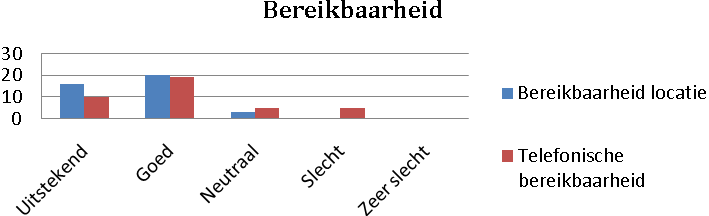 Bereikbaarheid
30
20
10
0
Uitstekend
Goed
Neutraal
Slecht
Zeer slecht
Bereikbaarheid locatie
Telefonische
bereikbaarheid